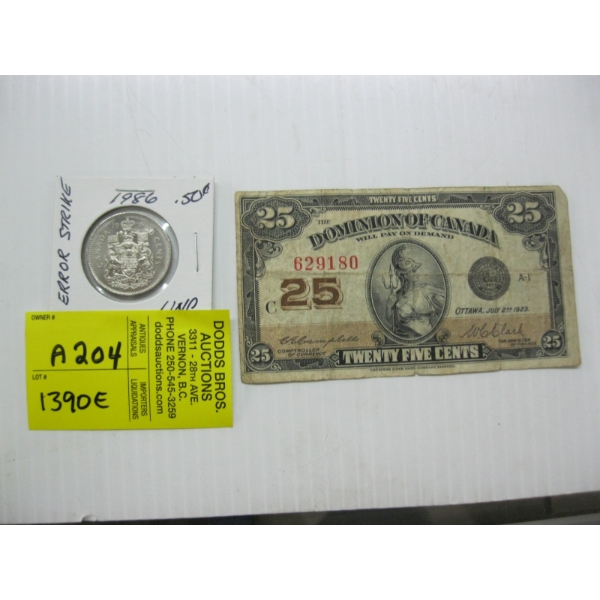 1986 .50¢
ERROR STRIKE
UNP
OWNER #
A204
LOT #
1390E
ANTIQUES
APPRAISALS
IMPORTERS
LIQUIDATIONS
DODDS BROS.
AUCTIONS
3311 - 28TH AVE.
VERNON, B.C.
PHONE 250-545-3259
doddsauctions.com
TWENTY FIVE CENTS
25 25
THE
DOMINION OF CANADA
WILL PAY ON DEMAND
629180
A-1
C 25
OTTAWA, JULY 2ND 1923.
25 TWENTY FIVE CENTS 25